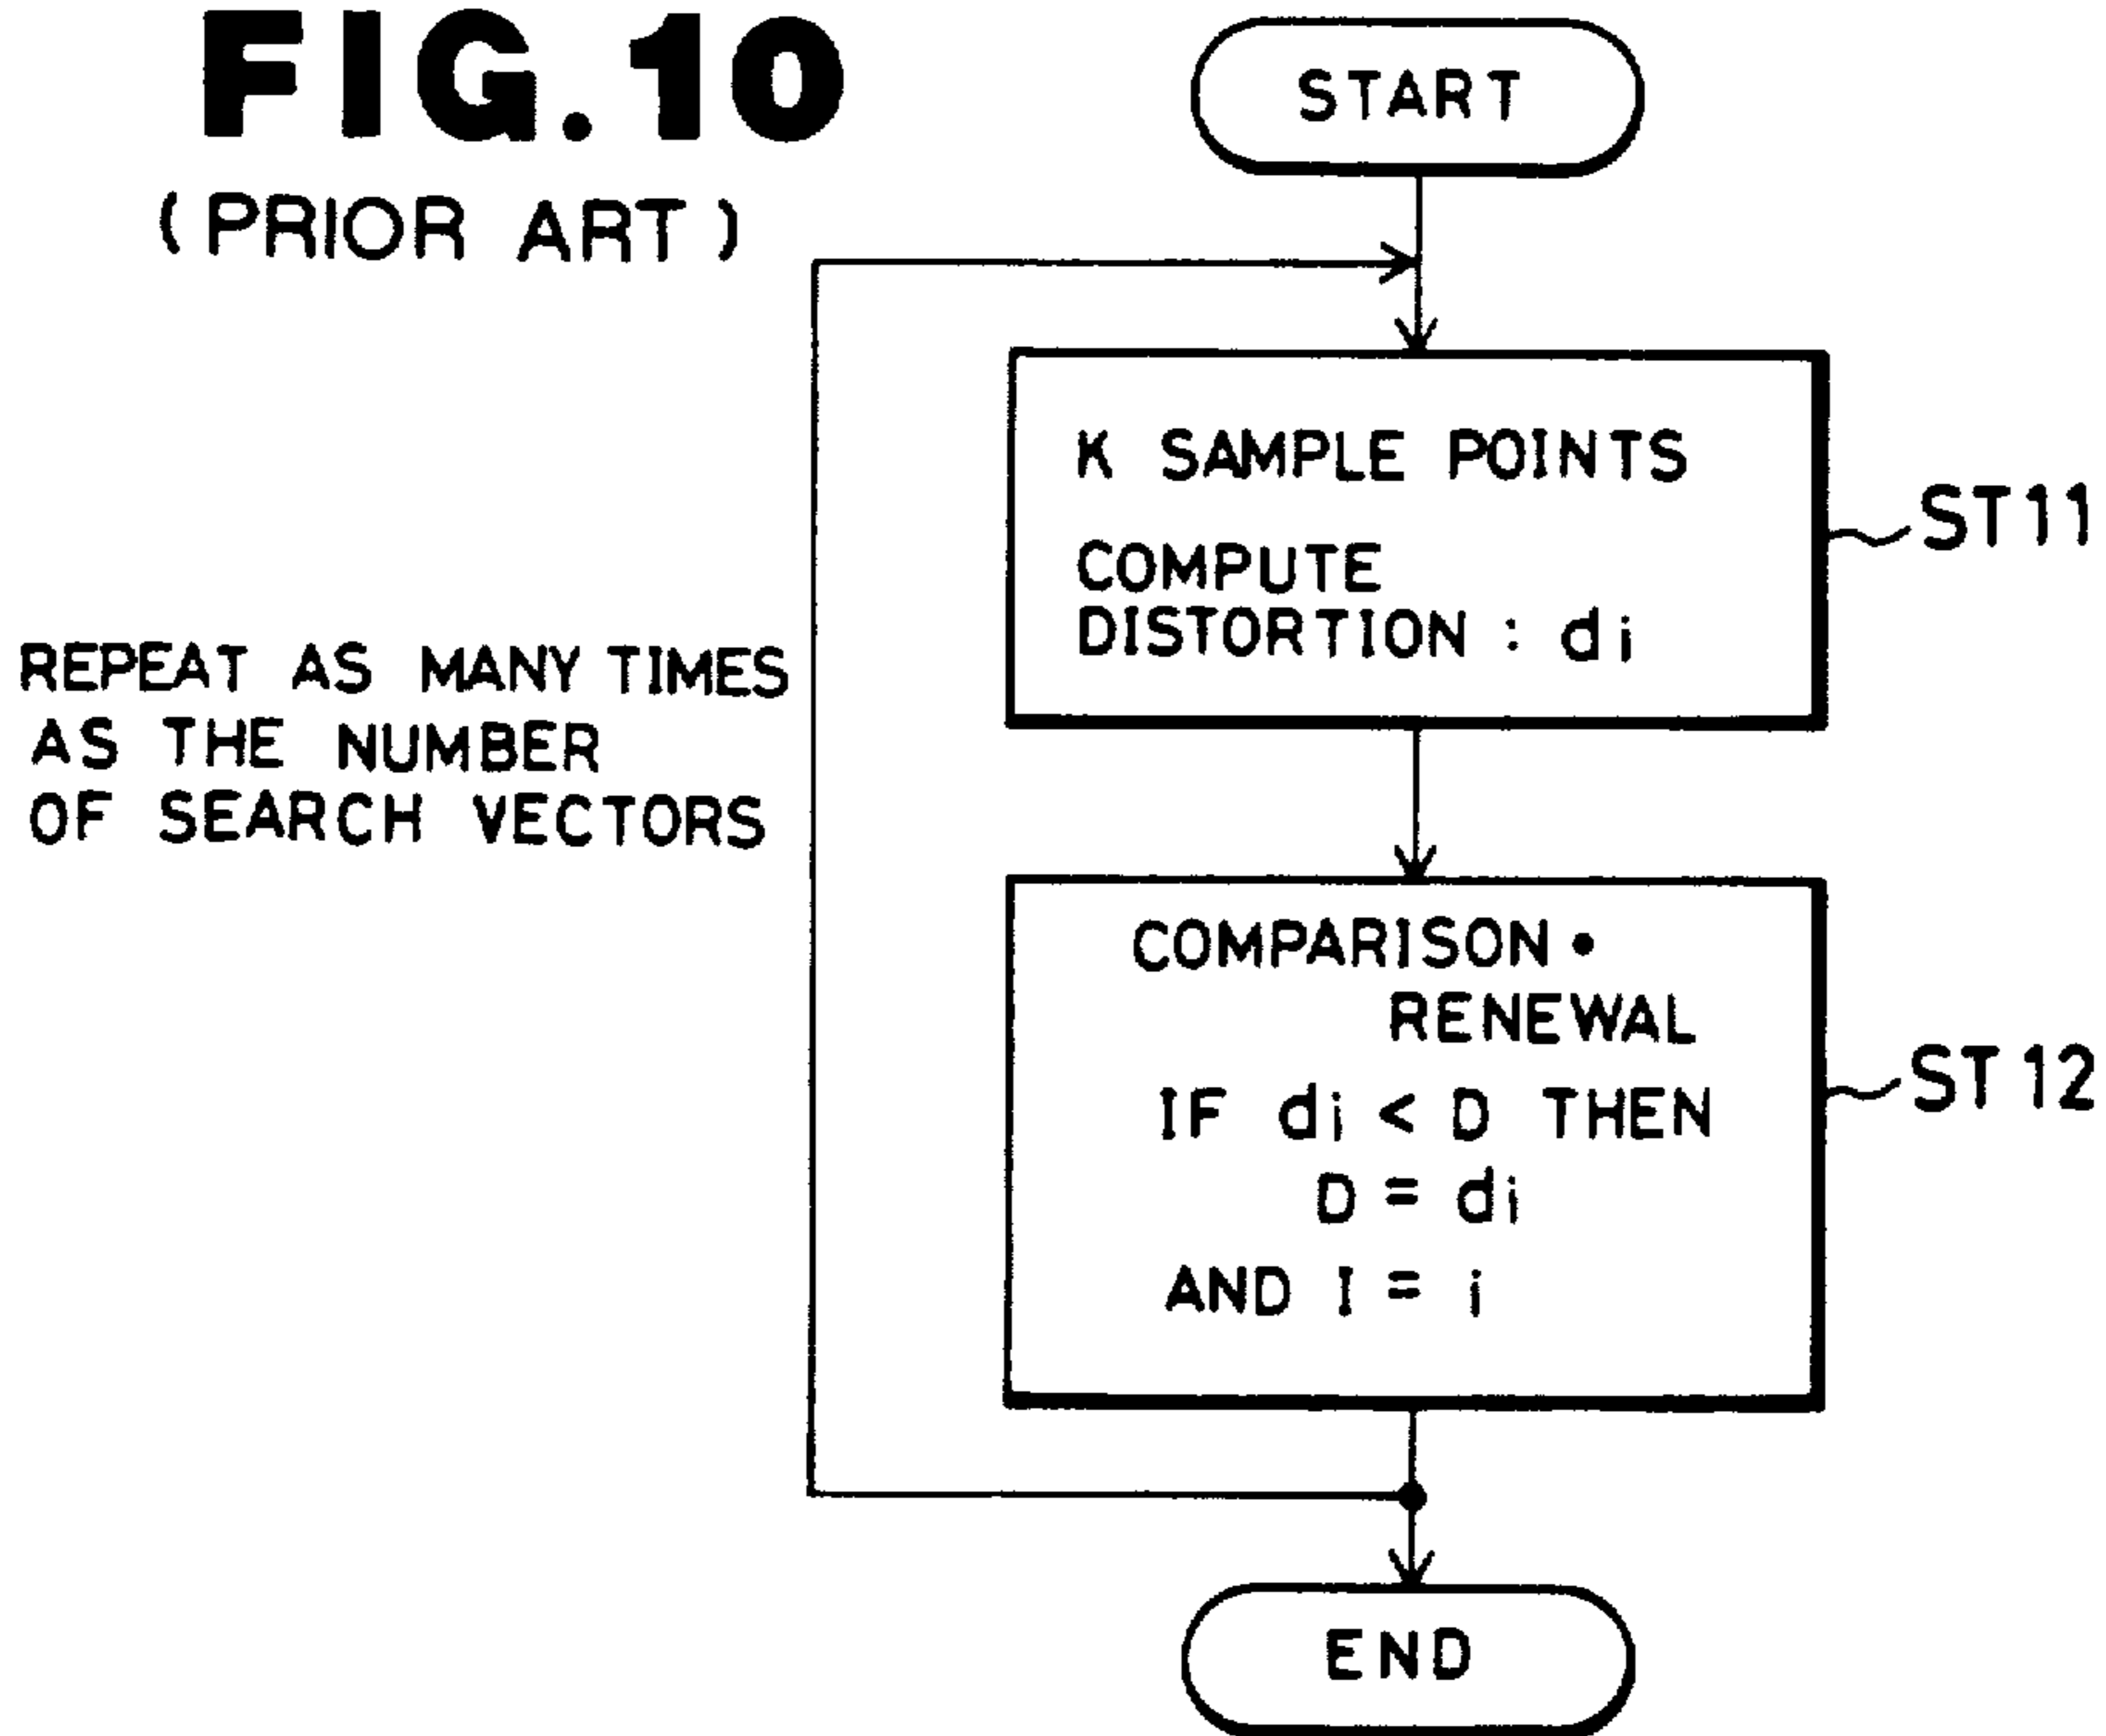 FIG.10
(PRIOR ART)
START
K SAMPLE POINTS
COMPUTE
DISTORTION : di
ST11
REPEAT AS MANY TIMES
AS THE NUMBER
OF SEARCH VECTORS
COMPARISON •
RENEWAL
IF di < D THEN
D = di
AND I = i
ST12
END